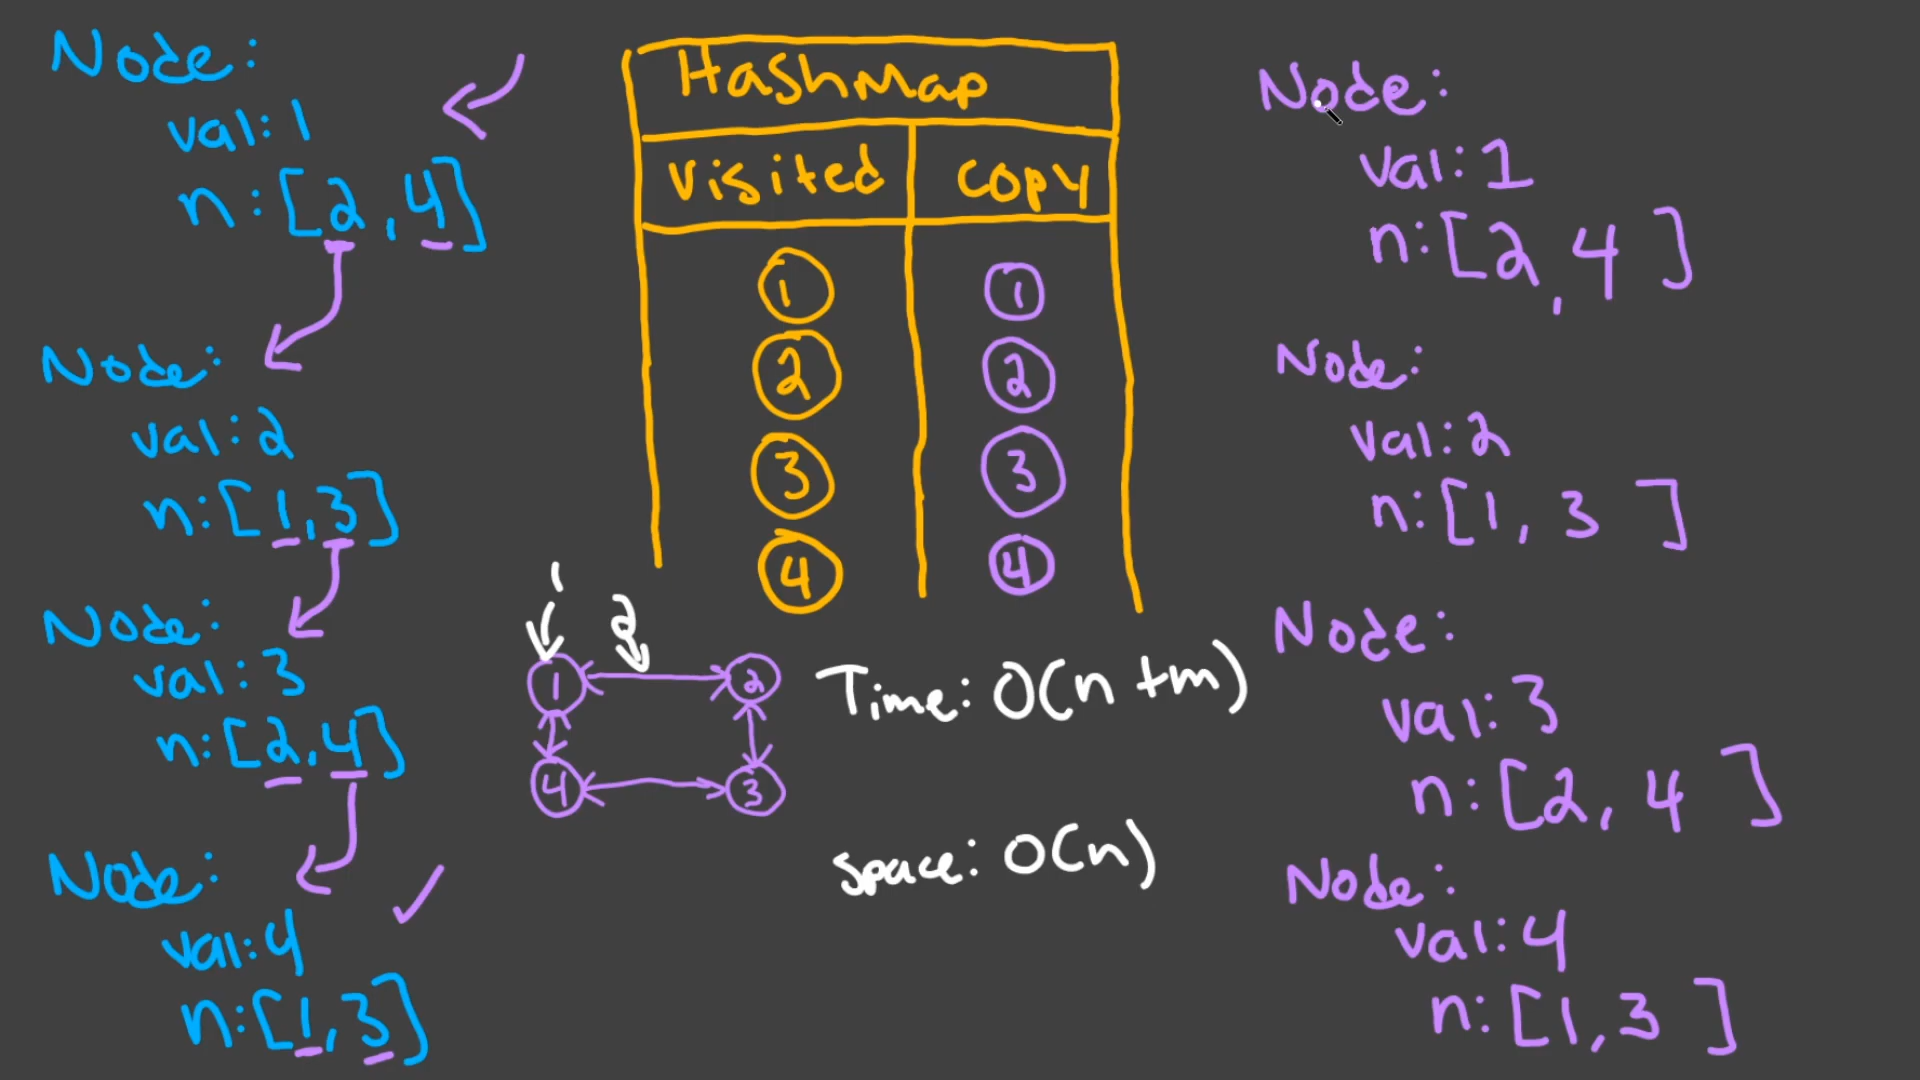 Node:
val: 1
n: [2, 4]
Node:
val: 2
n: [1, 3]
Node:
val: 3
n: [2, 4]
Node:
val: 4
n: [1, 3]
HashMap
visited copy
1 1
2 2
3 3
4 4
1 2
1 2
4 3
Time: O(n + m)
space: O(n)
Node:
val: 1
n: [2, 4]
Node:
val: 2
n: [1, 3]
Node:
val: 3
n: [2, 4]
Node:
val: 4
n: [1, 3]